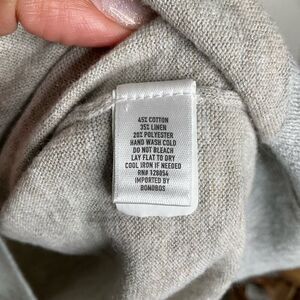 45% COTTON
35% LINEN
20% POLYESTER
HAND WASH COLD
DO NOT BLEACH
LAY FLAT TO DRY
COOL IRON IF NEEDED
RN# 128054
IMPORTED BY
BONOBOS